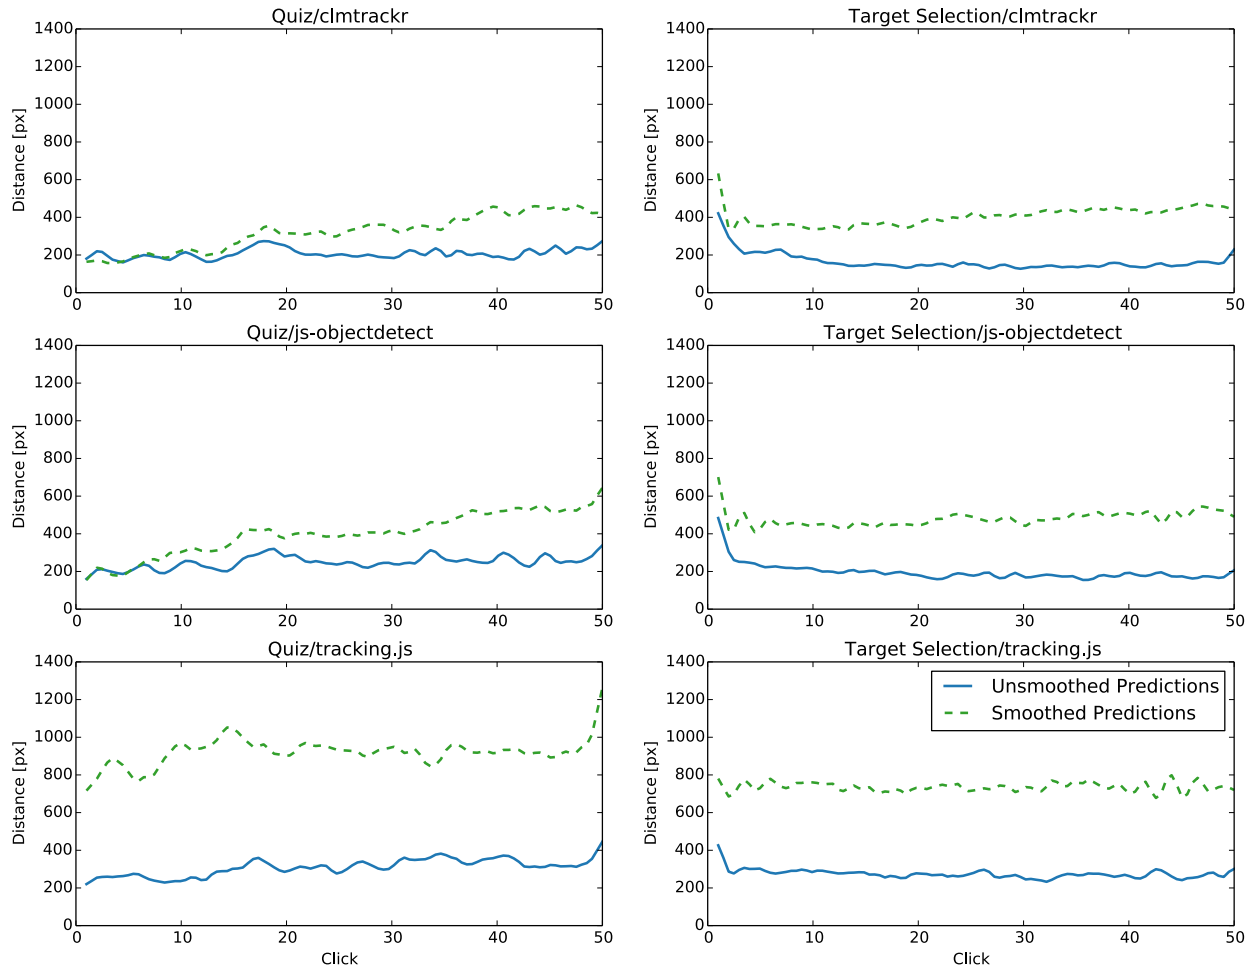 Quiz/clmtrackr
Distance [px]
1400
1200
1000
800
600
400
200
0
0 10 20 30 40 50
Target Selection/clmtrackr
Distance [px]
1400
1200
1000
800
600
400
200
0
0 10 20 30 40 50
Quiz/js-objectdetect
Distance [px]
1400
1200
1000
800
600
400
200
0
0 10 20 30 40 50
Target Selection/js-objectdetect
Distance [px]
1400
1200
1000
800
600
400
200
0
0 10 20 30 40 50
Quiz/tracking.js
Distance [px]
1400
1200
1000
800
600
400
200
0
0 10 20 30 40 50
Click
Target Selection/tracking.js
Distance [px]
1400
1200
1000
800
600
400
200
0
Unsmoothed Predictions
Smoothed Predictions
0 10 20 30 40 50
Click